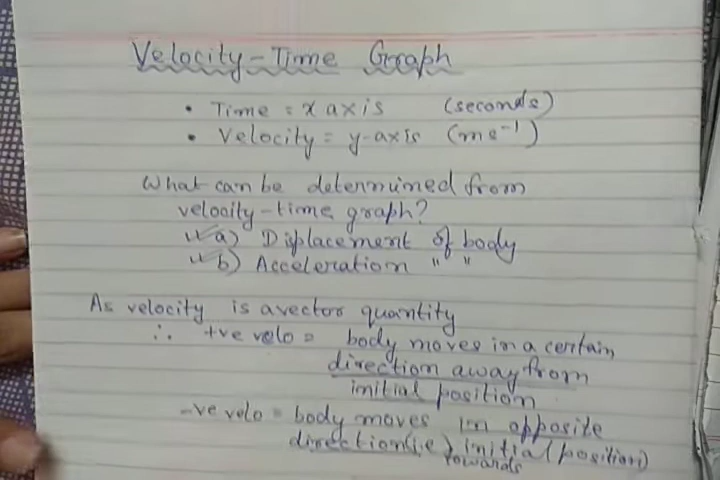 Velocity-Time Graph
• Time = x axis (seconds)
• Velocity = y-axis (ms⁻¹)
What can be determined from
velocity-time graph?
a) Displacement of body
b) Acceleration " "
As velocity is a vector quantity
∴ +ve velo = body moves in a certain
direction away from
initial position
-ve velo = body moves in opposite
direction (i.e) initial position)
towards